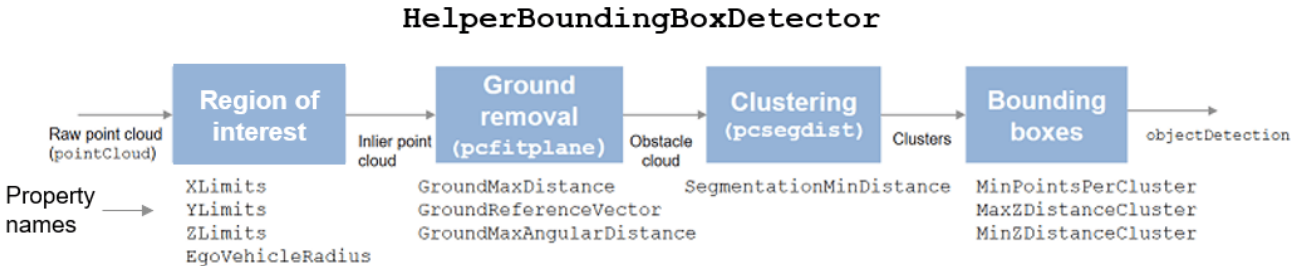 HelperBoundingBoxDetector
Raw point cloud
(pointCloud)
Region of
interest
Inlier point
cloud
Ground
removal
(pcfitplane)
Obstacle
cloud
Clustering
(pcsegdist)
Clusters
Bounding
boxes
objectDetection
Property
names
XLimits
YLimits
ZLimits
EgoVehicleRadius
GroundMaxDistance
GroundReferenceVector
GroundMaxAngularDistance
SegmentationMinDistance
MinPointsPerCluster
MaxZDistanceCluster
MinZDistanceCluster